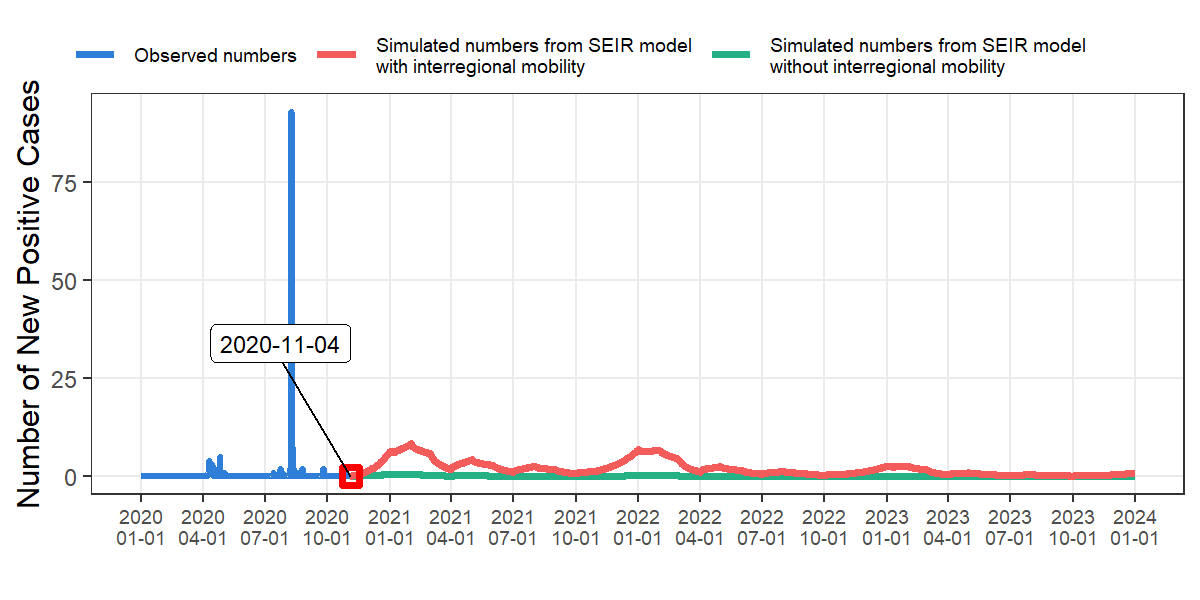 Observed numbers
Simulated numbers from SEIR model
with interregional mobility
Simulated numbers from SEIR model
without interregional mobility
Number of New Positive Cases
75
50
25
0
2020-11-04
2020 2020 2020 2020 2021 2021 2021 2021 2022 2022 2022 2022 2023 2023 2023 2023 2024
01-01 04-01 07-01 10-01 01-01 04-01 07-01 10-01 01-01 04-01 07-01 10-01 01-01 04-01 07-01 10-01 01-01